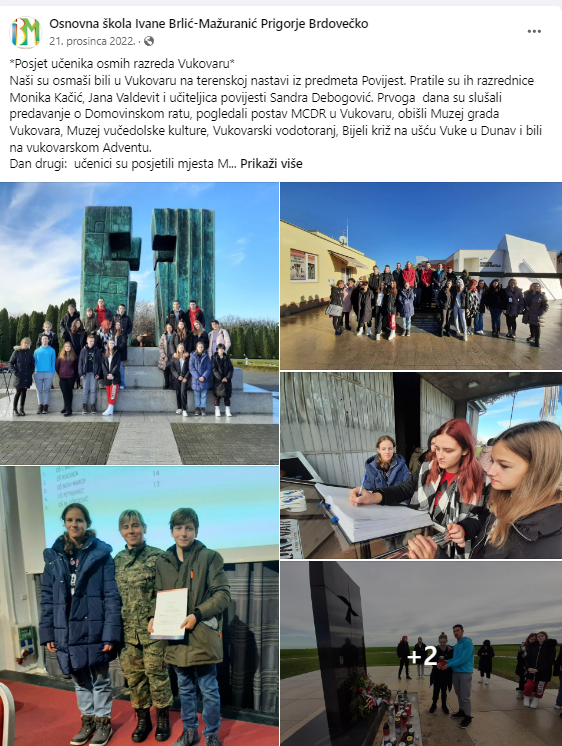 Osnovna škola Ivane Brlić-Mažuranić Prigorje Brdovečko
21. prosinca 2022. ·
*Posjet učenika osmih razreda Vukovaru*
Naši su osmaši bili u Vukovaru na terenskoj nastavi iz predmeta Povijest. Pratile su ih razrednice
Monika Kačić, Jana Valdevit i učiteljica povijesti Sandra Debogović. Prvoga dana su slušali
predavanje o Domovinskom ratu, pogledali postav MCDR u Vukovaru, obišli Muzej grada
Vukovara, Muzej vučedolske kulture, Vukovarski vodotoranj, Bijeli križ na ušću Vuke u Dunav i bili
na vukovarskom Adventu.
Dan drugi: učenici su posjetili mjesta M... Prikaži više
14
13
+2